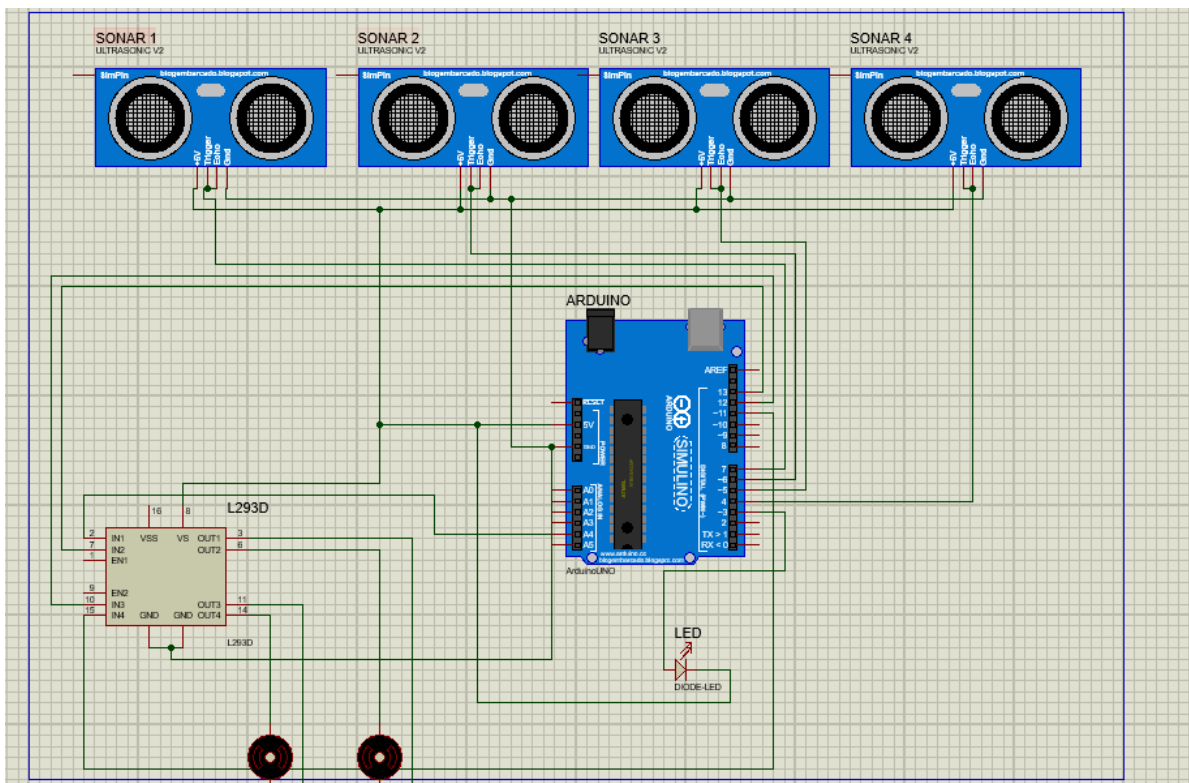 SONAR 1
ULTRASONIC V2
SONAR 2
ULTRASONIC V2
SONAR 3
ULTRASONIC V2
SONAR 4
ULTRASONIC V2
SimPin
blogembarcado.blogspot.com
+5V
Trigger
Echo
Gnd
SimPin
blogembarcado.blogspot.com
+5V
Trigger
Echo
Gnd
SimPin
blogembarcado.blogspot.com
+5V
Trigger
Echo
Gnd
SimPin
blogembarcado.blogspot.com
+5V
Trigger
Echo
Gnd
ARDUINO
AREF
13
12
~11
~10
~9
8
7
~6
~5
4
~3
2
TX > 1
RX < 0
RESET
5V
GND
POWER
A0
A1
A2
A3
A4
A5
ANALOG IN
ARDUINO
SIMULINO
DIGITAL (PWM~)
www.arduino.cc
blogembarcado.blogspot.com
ArduinoUNO
L293D
16
8
2
7
1
9
10
15
IN1
IN2
EN1
EN2
IN3
IN4
VSS
VS
OUT1
OUT2
OUT3
OUT4
GND
GND
3
6
11
14
L293D
LED
DIODE-LED